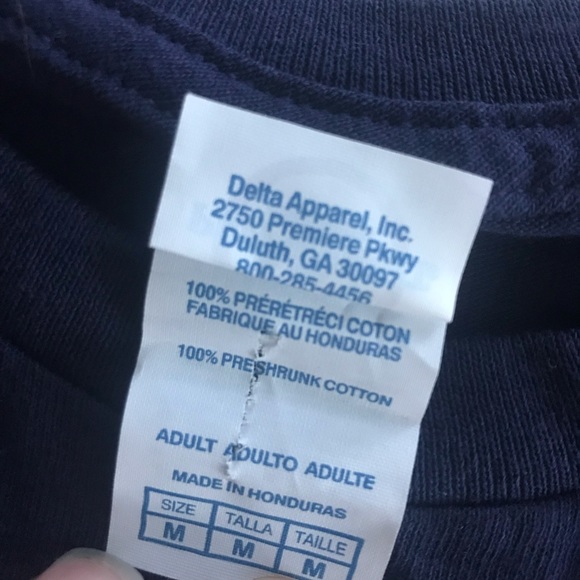 Delta Apparel, Inc.
2750 Premiere Pkwy
Duluth, GA 30097
800-285-4456
100% PRÉRÉTRÉCI COTON
FABRIQUE AU HONDURAS
100% PRESHRUNK COTTON
ADULT ADULTO ADULTE
MADE IN HONDURAS
SIZE TALLA TAILLE
M M M